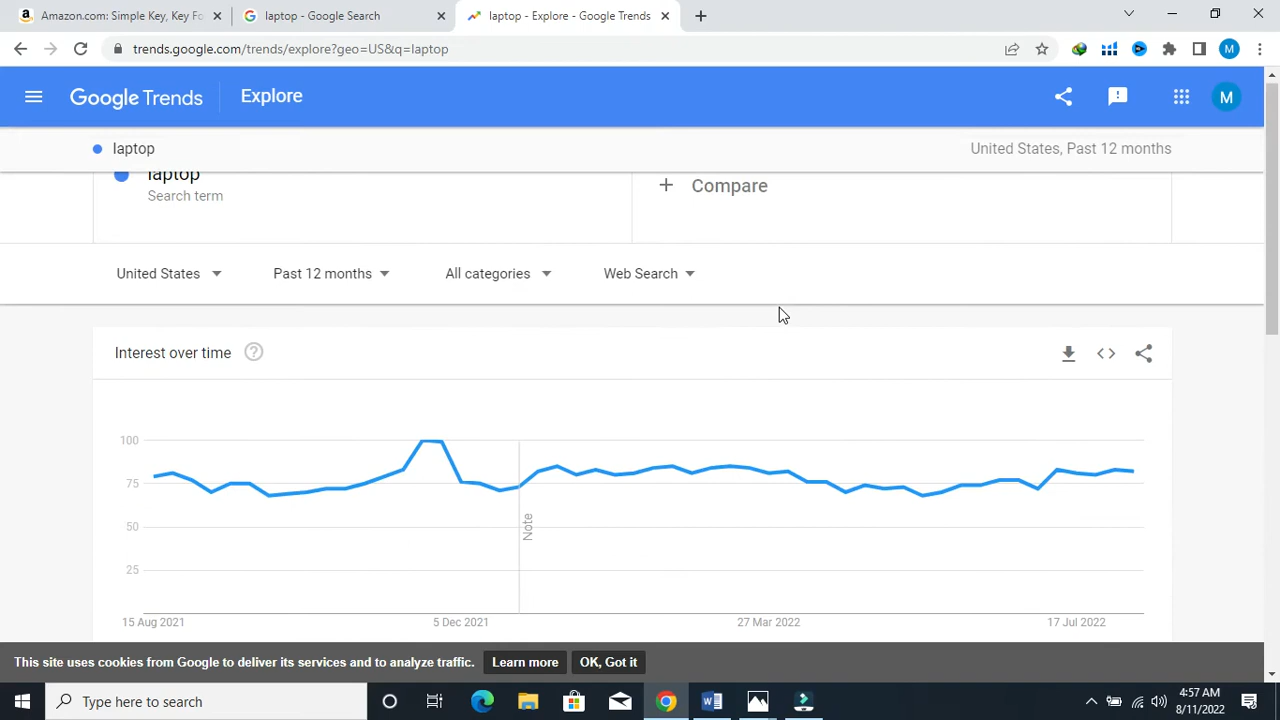 Amazon.com: Simple Key, Key Fo
laptop - Google Search
laptop - Explore - Google Trends
trends.google.com/trends/explore?geo=US&q=laptop
M
Google Trends
Explore
M
laptop
United States, Past 12 months
laptop
Search term
+ Compare
United States
Past 12 months
All categories
Web Search
Interest over time
100
75
50
25
Note
15 Aug 2021
5 Dec 2021
27 Mar 2022
17 Jul 2022
This site uses cookies from Google to deliver its services and to analyze traffic.
Learn more
OK, Got it
Type here to search
4:57 AM
8/11/2022